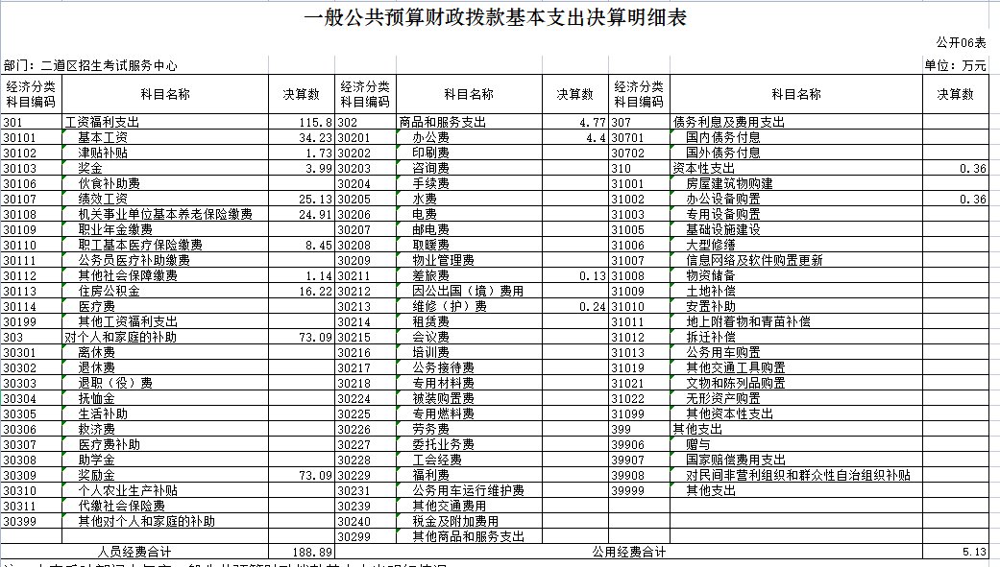 一般公共预算财政拨款基本支出决算明细表
公开06表
部门：二道区招生考试服务中心 单位：万元
经济分类科目编码 科目名称 决算数 经济分类科目编码 科目名称 决算数 经济分类科目编码 科目名称 决算数
301 工资福利支出 115.8 302 商品和服务支出 4.77 307 债务利息及费用支出
30101 基本工资 34.23 30201 办公费 4.4 30701 国内债务付息
30102 津贴补贴 1.73 30202 印刷费 30702 国外债务付息
30103 奖金 3.99 30203 咨询费 310 资本性支出 0.36
30106 伙食补助费 30204 手续费 31001 房屋建筑物购建
30107 绩效工资 25.13 30205 水费 31002 办公设备购置 0.36
30108 机关事业单位基本养老保险缴费 24.91 30206 电费 31003 专用设备购置
30109 职业年金缴费 30207 邮电费 31005 基础设施建设
30110 职工基本医疗保险缴费 8.45 30208 取暖费 31006 大型修缮
30111 公务员医疗补助缴费 30209 物业管理费 31007 信息网络及软件购置更新
30112 其他社会保障缴费 1.14 30211 差旅费 0.13 31008 物资储备
30113 住房公积金 16.22 30212 因公出国（境）费用 31009 土地补偿
30114 医疗费 30213 维修（护）费 0.24 31010 安置补助
30199 其他工资福利支出 30214 租赁费 31011 地上附着物和青苗补偿
303 对个人和家庭的补助 73.09 30215 会议费 31012 拆迁补偿
30301 离休费 30216 培训费 31013 公务用车购置
30302 退休费 30217 公务接待费 31019 其他交通工具购置
30303 退职（役）费 30218 专用材料费 31021 文物和陈列品购置
30304 抚恤金 30224 被装购置费 31022 无形资产购置
30305 生活补助 30225 专用燃料费 31099 其他资本性支出
30306 救济费 30226 劳务费 399 其他支出
30307 医疗费补助 30227 委托业务费 39906 赠与
30308 助学金 30228 工会经费 39907 国家赔偿费用支出
30309 奖励金 73.09 30229 福利费 39908 对民间非营利组织和群众性自治组织补贴
30310 个人农业生产补贴 30231 公务用车运行维护费 39999 其他支出
30311 代缴社会保险费 30239 其他交通费用
30399 其他对个人和家庭的补助 30240 税金及附加费用
30299 其他商品和服务支出
人员经费合计 188.89 公用经费合计 5.13